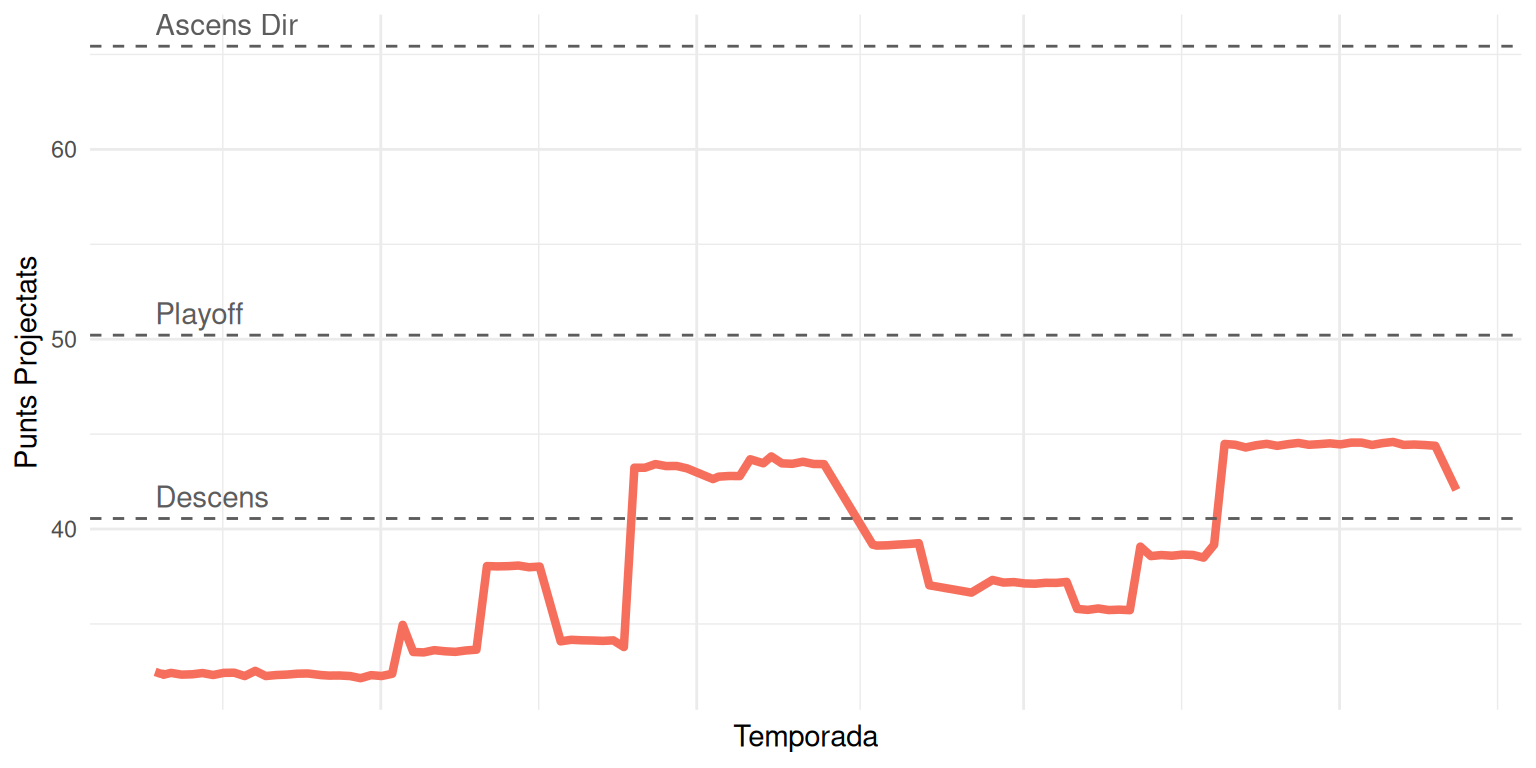 Ascens Dir
60
Playoff
50
Descens
40
Punts Projectats
Temporada